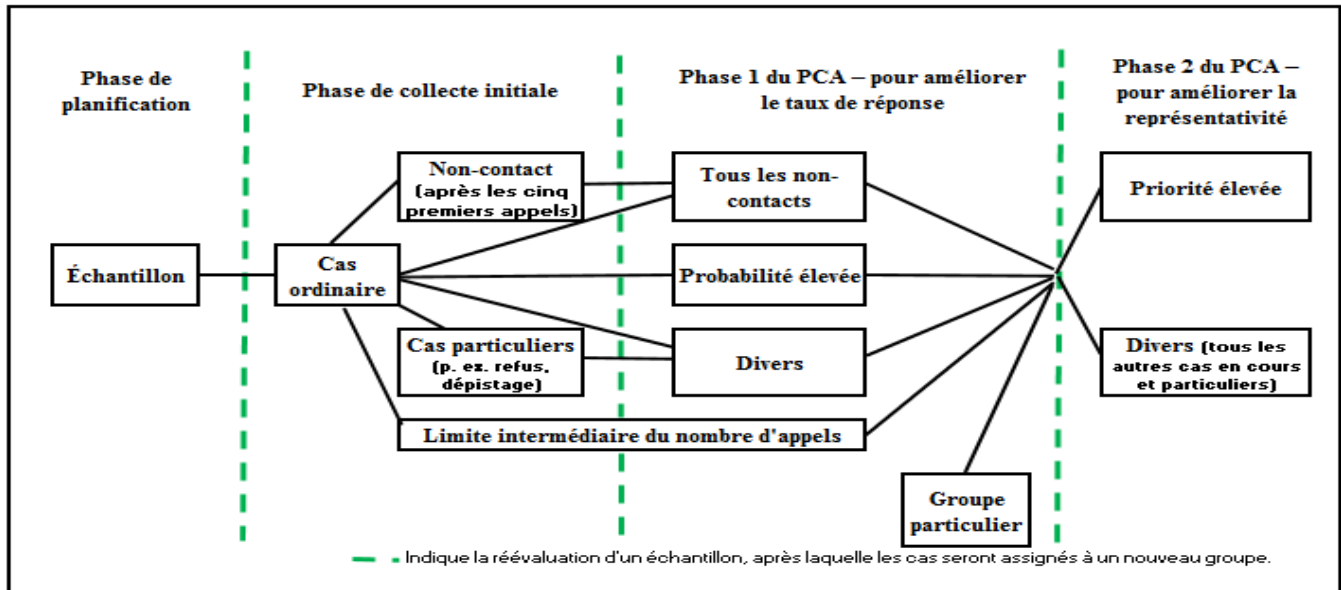 Phase de
planification
Phase de collecte initiale
Phase 1 du PCA – pour améliorer
le taux de réponse
Phase 2 du PCA –
pour améliorer la
représentativité
Échantillon
Cas
ordinaire
Non-contact
(après les cinq
premiers appels)
Cas particuliers
(p. ex. refus,
dépistage)
Limite intermédiaire du nombre d'appels
Tous les non-
contacts
Probabilité élevée
Divers
Groupe
particulier
Priorité élevée
Divers (tous les
autres cas en cours
et particuliers)
Indique la réévaluation d'un échantillon, après laquelle les cas seront assignés à un nouveau groupe.